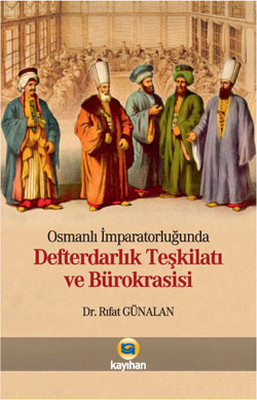 Osmanlı İmparatorluğunda
Defterdarlık Teşkilatı
ve Bürokrasisi
Dr. Rıfat GÜNALAN
kayıhan